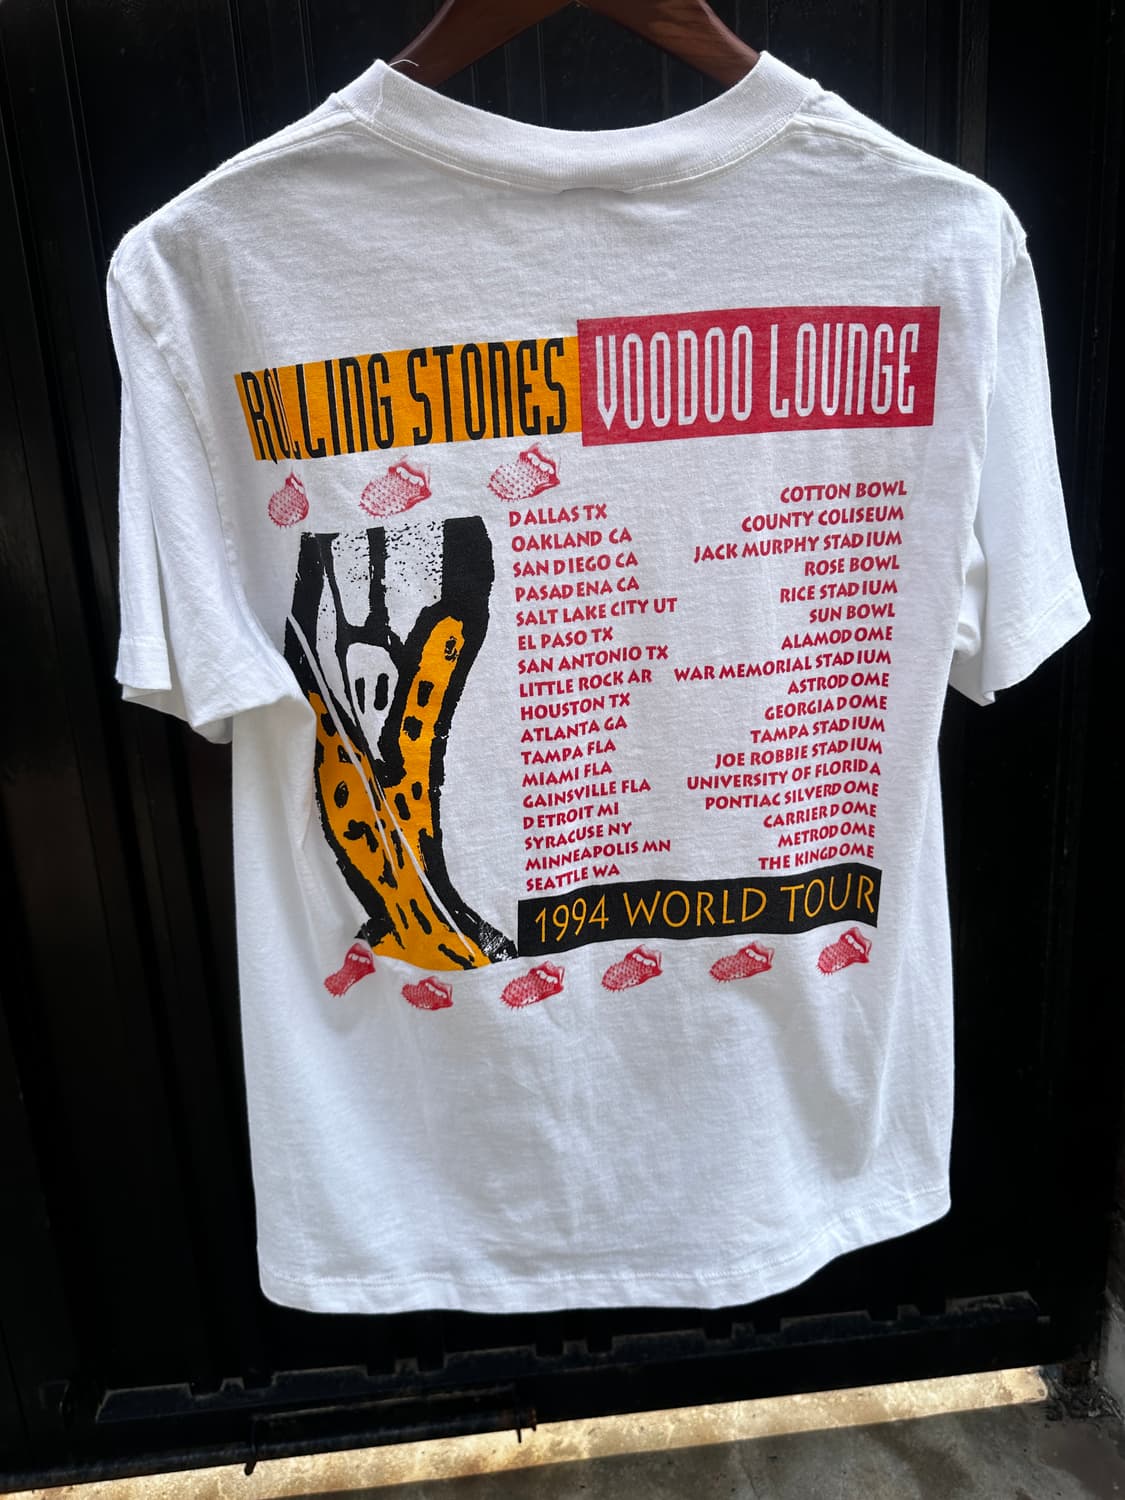 ROLLING STONES VOODOO LOUNGE
DALLAS TX COTTON BOWL
OAKLAND CA COUNTY COLISEUM
SAN DIEGO CA JACK MURPHY STADIUM
PASADENA CA ROSE BOWL
SALT LAKE CITY UT RICE STADIUM
EL PASO TX SUN BOWL
SAN ANTONIO TX ALAMODOME
LITTLE ROCK AR WAR MEMORIAL STADIUM
HOUSTON TX ASTRODOME
ATLANTA GA GEORGIA DOME
TAMPA FLA TAMPA STADIUM
MIAMI FLA JOE ROBBIE STADIUM
GAINSVILLE FLA UNIVERSITY OF FLORIDA
DETROIT MI PONTIAC SILVERDOME
SYRACUSE NY CARRIER DOME
MINNEAPOLIS MN METRODOME
SEATTLE WA THE KINGDOME
1994 WORLD TOUR